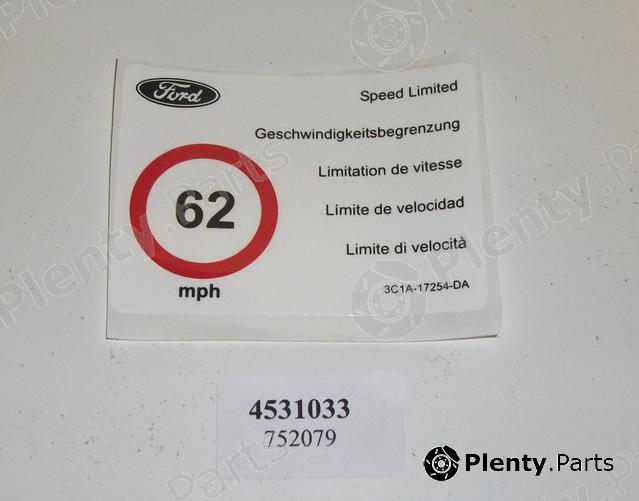 Ford
Speed Limited
Geschwindigkeitsbegrenzung
Limitation de vitesse
Límite de velocidad
Limite di velocità
62
mph
3C1A-17254-DA
4531033
752079
Plenty.Parts